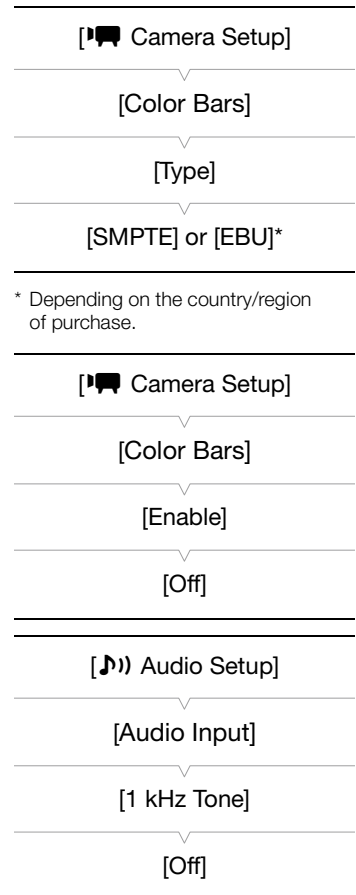 [Camera Setup]
[Color Bars]
[Type]
[SMPTE] or [EBU]*
* Depending on the country/region
of purchase.
[Camera Setup]
[Color Bars]
[Enable]
[Off]
[Audio Setup]
[Audio Input]
[1 kHz Tone]
[Off]